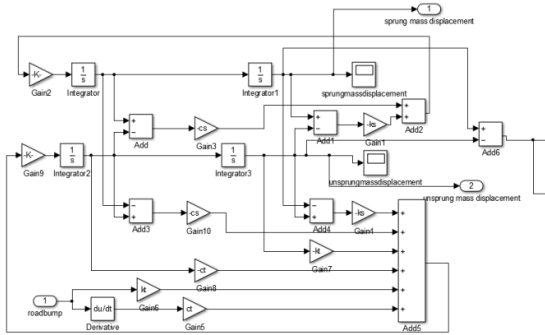 1
sprung mass displacement
-K-
Gain2
1
s
Integrator
1
s
Integrator1
sprungmassdisplacement
+
−
Add
-cs
Gain3
+
−
Add1
-ks
Gain1
+
+
Add2
+
−
Add6
-K-
Gain9
1
s
Integrator2
1
s
Integrator3
unsprungmassdisplacement
2
unsprung mass displacement
−
+
Add3
-cs
Gain10
−
+
Add4
-ks
Gain4
-kt
Gain7
-ct
Gain8
1
roadbump
kt
Gain6
du/dt
Derivative
ct
Gain5
+
+
+
+
+
+
Add5